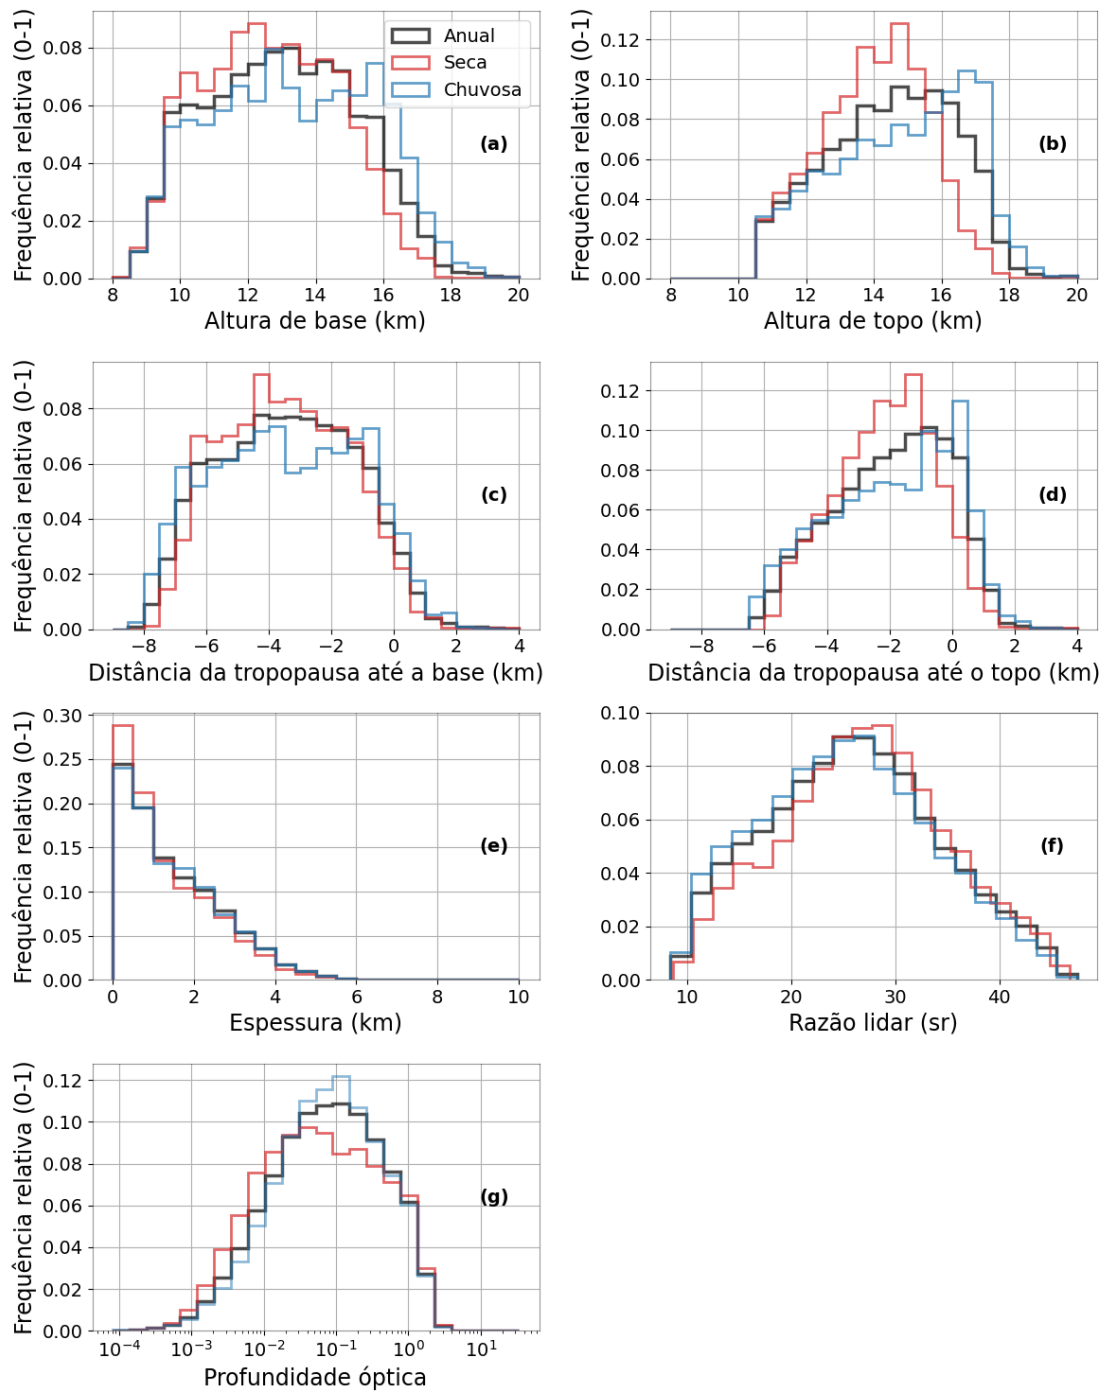 Frequência relativa (0-1)
0.08
0.06
0.04
0.02
0.00
8 10 12 14 16 18 20
Altura de base (km)
Anual
Seca
Chuvosa
(a)
Frequência relativa (0-1)
0.12
0.10
0.08
0.06
0.04
0.02
0.00
8 10 12 14 16 18 20
Altura de topo (km)
(b)
Frequência relativa (0-1)
0.08
0.06
0.04
0.02
0.00
−8 −6 −4 −2 0 2 4
Distância da tropopausa até a base (km)
(c)
0.12
0.10
0.08
0.06
0.04
0.02
0.00
−8 −6 −4 −2 0 2 4
Distância da tropopausa até o topo (km)
(d)
Frequência relativa (0-1)
0.30
0.25
0.20
0.15
0.10
0.05
0.00
0 2 4 6 8 10
Espessura (km)
(e)
0.10
0.08
0.06
0.04
0.02
0.00
10 20 30 40
Razão lidar (sr)
(f)
Frequência relativa (0-1)
0.12
0.10
0.08
0.06
0.04
0.02
0.00
10⁻⁴ 10⁻³ 10⁻² 10⁻¹ 10⁰ 10¹
Profundidade óptica
(g)